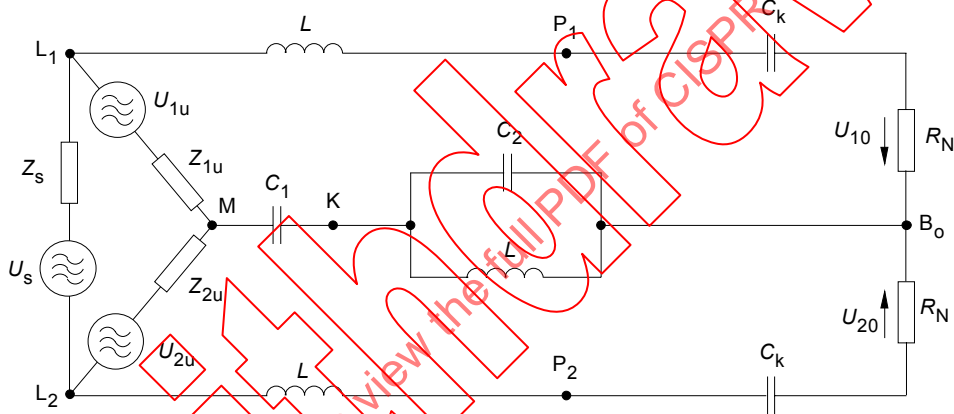 L
P1
Ck
L1
U1u
C2
U10
RN
Zs
Z1u
C1
M
K
Bo
L
Us
Z2u
U20
RN
U2u
L
P2
Ck
L2
view the full PDF of CISPR